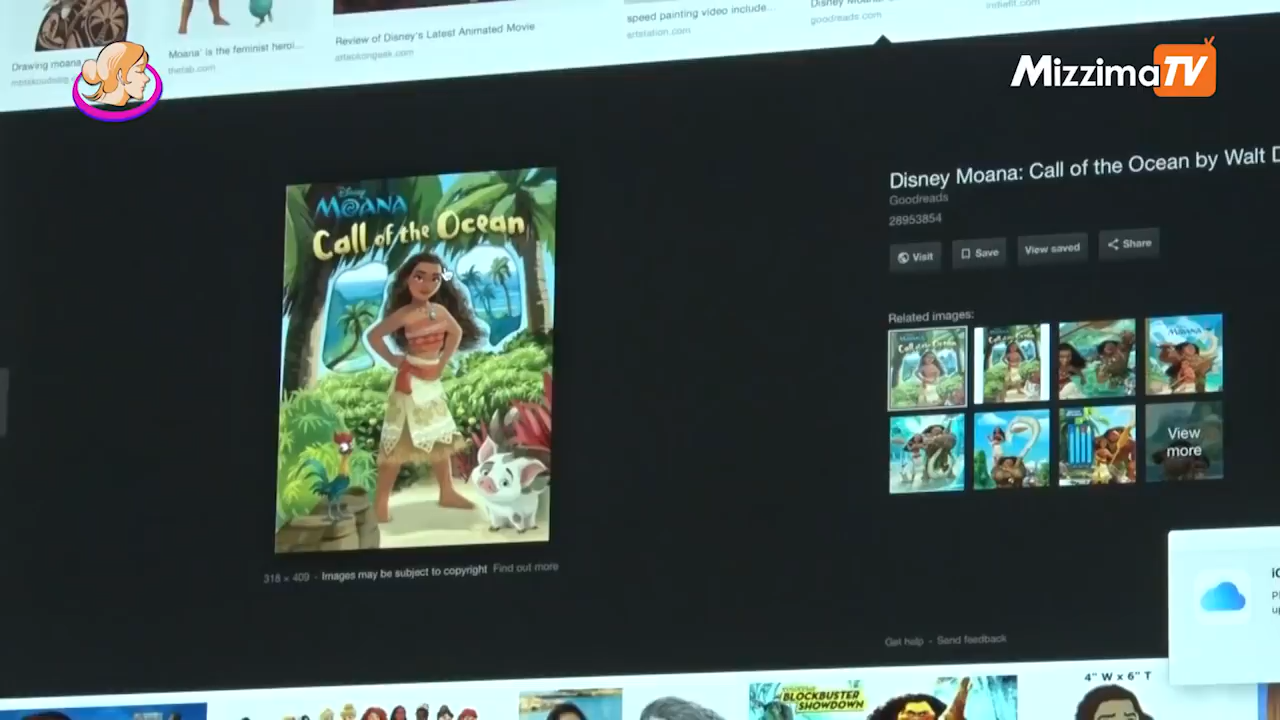 speed painting video include...
artstation.com
goodreads.com
Drawing moana
Moana' is the feminist heroi...
thetab.com
Review of Disney's Latest Animated Movie
MizzimaTV
Disney Moana: Call of the Ocean by Walt D
Goodreads
28953854
Visit
Save
View saved
Share
Related images:
Disney
MOANA
Call of the Ocean
View
more
318 × 409 - Images may be subject to copyright Find out more
Get help - Send feedback
BLOCKBUSTER
SHOWDOWN
4" W x 6" T